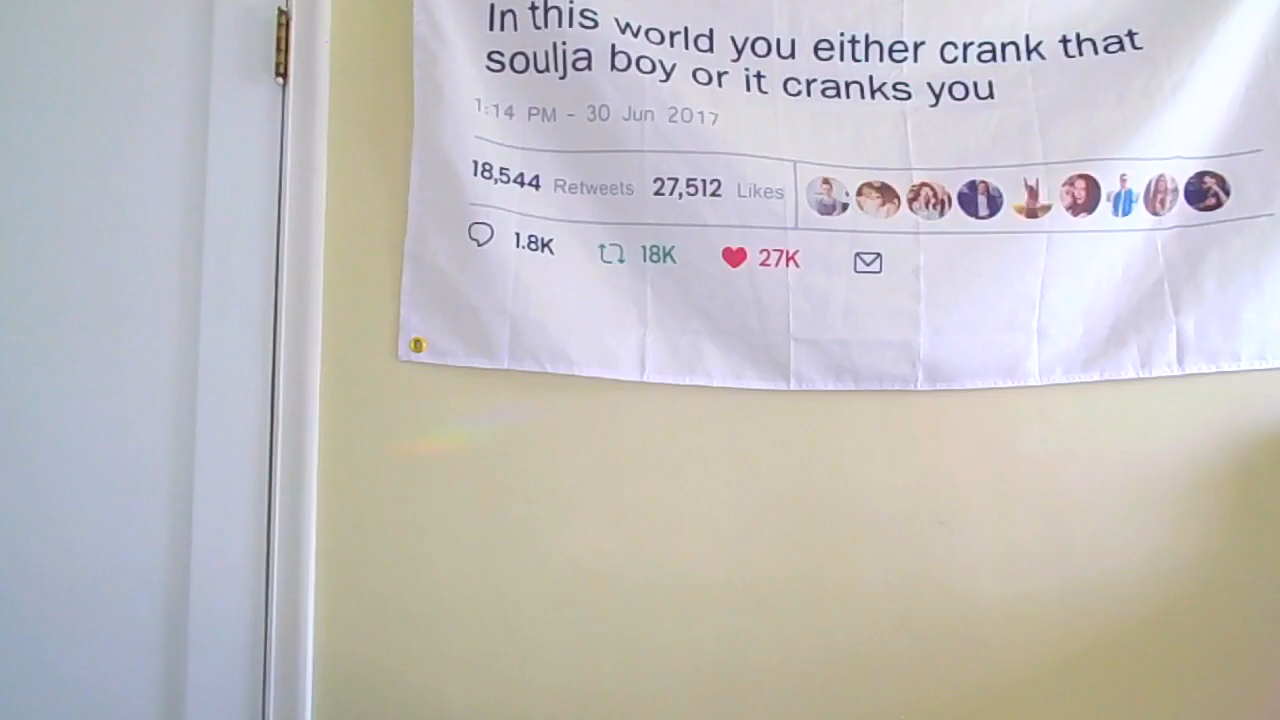 In this world you either crank that
soulja boy or it cranks you
1:14 PM - 30 Jun 2017
18,544 Retweets 27,512 Likes
1.8K 18K 27K